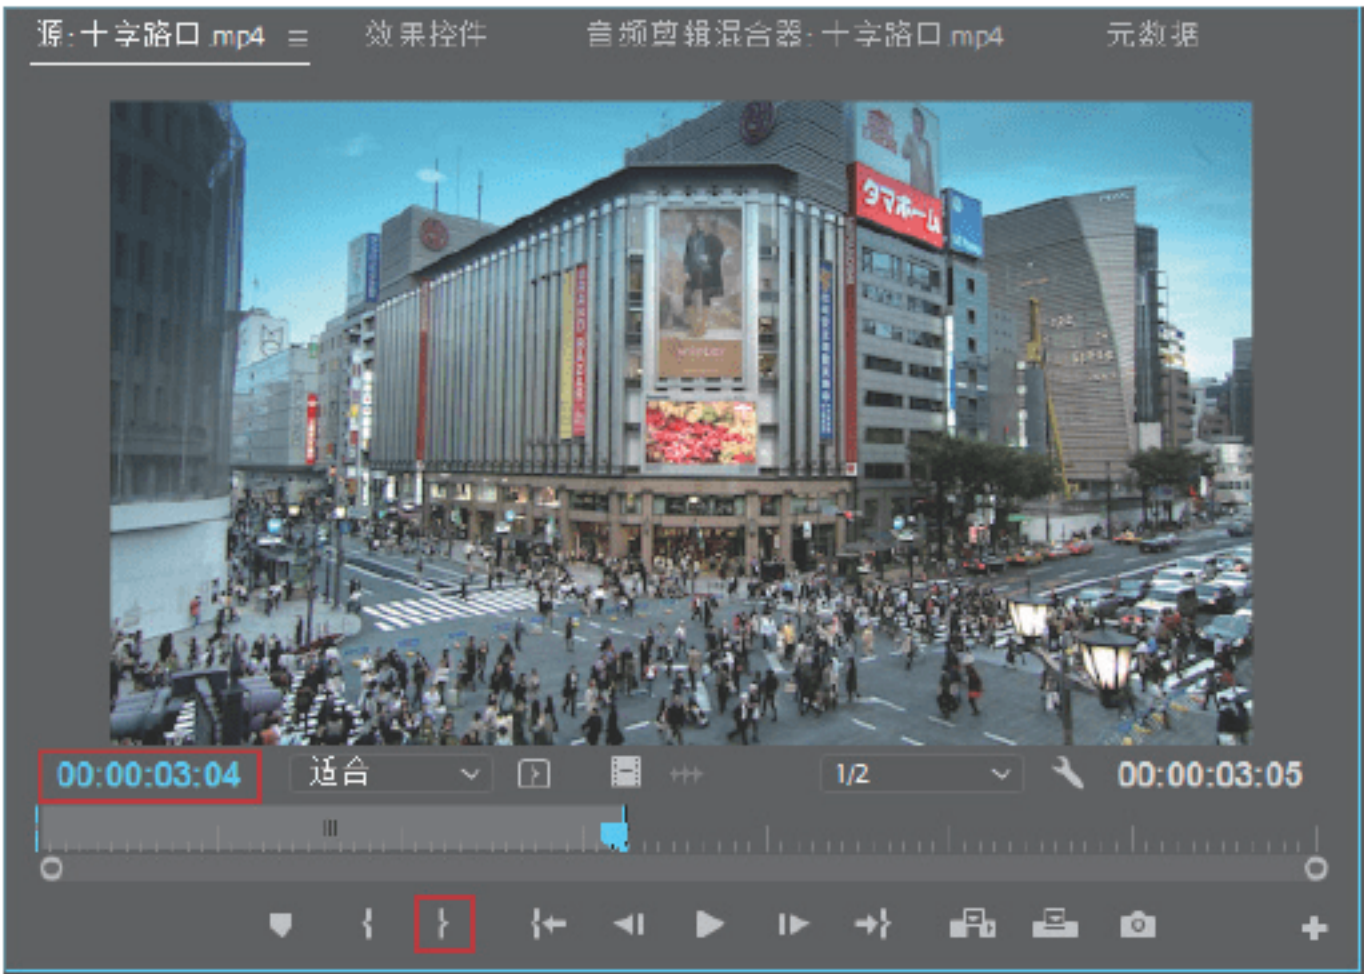 源: 十字路口.mp4 效果控件 音频剪辑混合器: 十字路口.mp4 元数据
タマホーム
00:00:03:04 适合 1/2 00:00:03:05